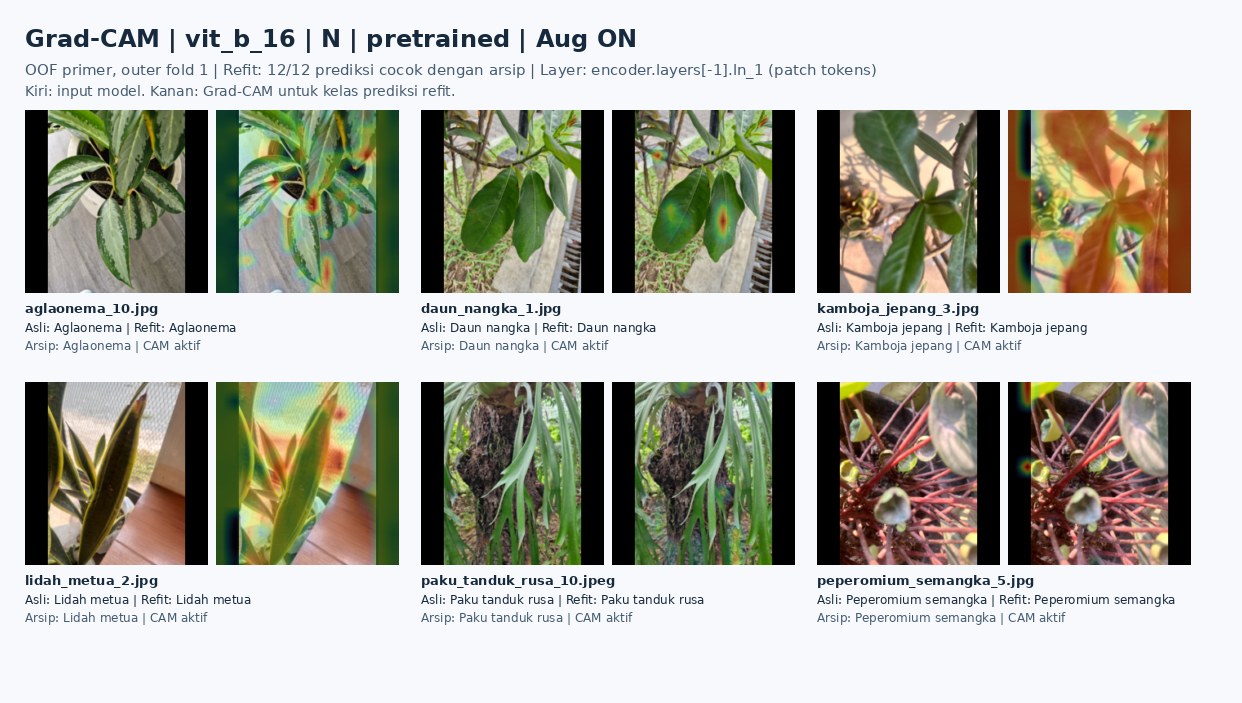 Grad-CAM | vit_b_16 | N | pretrained | Aug ON
OOF primer, outer fold 1 | Refit: 12/12 prediksi cocok dengan arsip | Layer: encoder.layers[-1].ln_1 (patch tokens)
Kiri: input model. Kanan: Grad-CAM untuk kelas prediksi refit.
aglaonema_10.jpg
Asli: Aglaonema | Refit: Aglaonema
Arsip: Aglaonema | CAM aktif
daun_nangka_1.jpg
Asli: Daun nangka | Refit: Daun nangka
Arsip: Daun nangka | CAM aktif
kamboja_jepang_3.jpg
Asli: Kamboja jepang | Refit: Kamboja jepang
Arsip: Kamboja jepang | CAM aktif
lidah_metua_2.jpg
Asli: Lidah metua | Refit: Lidah metua
Arsip: Lidah metua | CAM aktif
paku_tanduk_rusa_10.jpeg
Asli: Paku tanduk rusa | Refit: Paku tanduk rusa
Arsip: Paku tanduk rusa | CAM aktif
peperomium_semangka_5.jpg
Asli: Peperomium semangka | Refit: Peperomium semangka
Arsip: Peperomium semangka | CAM aktif